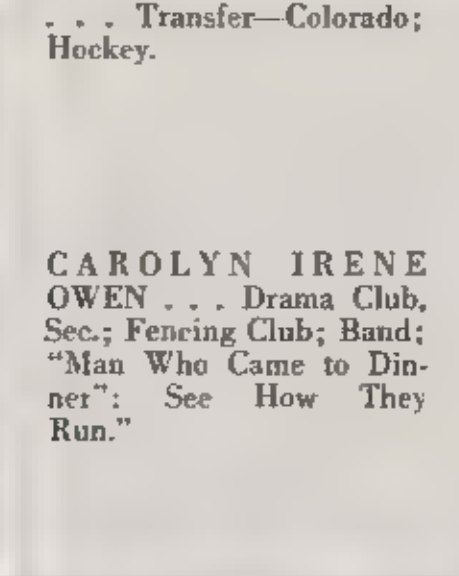 . . . Transfer—Colorado;
Hockey.
CAROLYN IRENE
OWEN . . . Drama Club,
Sec.; Fencing Club; Band;
“Man Who Came to Din-
ner”: See How They
Run.”